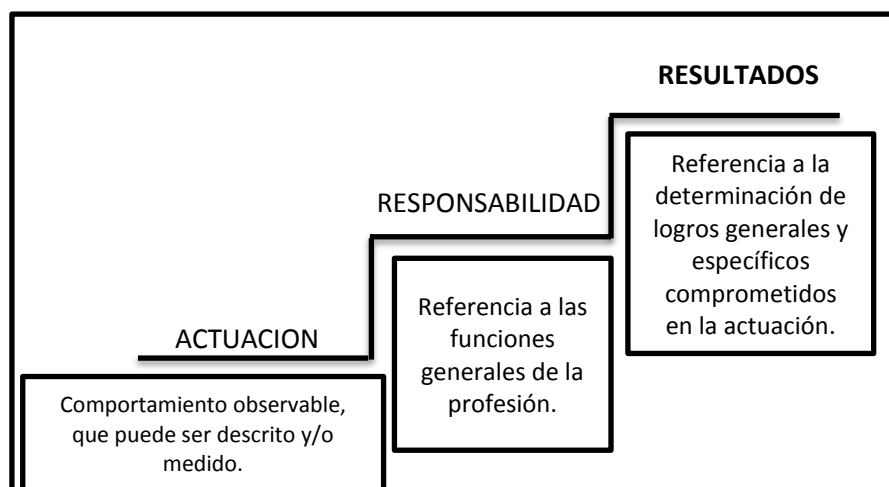 RESULTADOS
Referencia a la
determinación de
logros generales y
específicos
comprometidos
en la actuación.
RESPONSABILIDAD
Referencia a las
funciones
generales de la
profesión.
ACTUACION
Comportamiento observable,
que puede ser descrito y/o
medido.